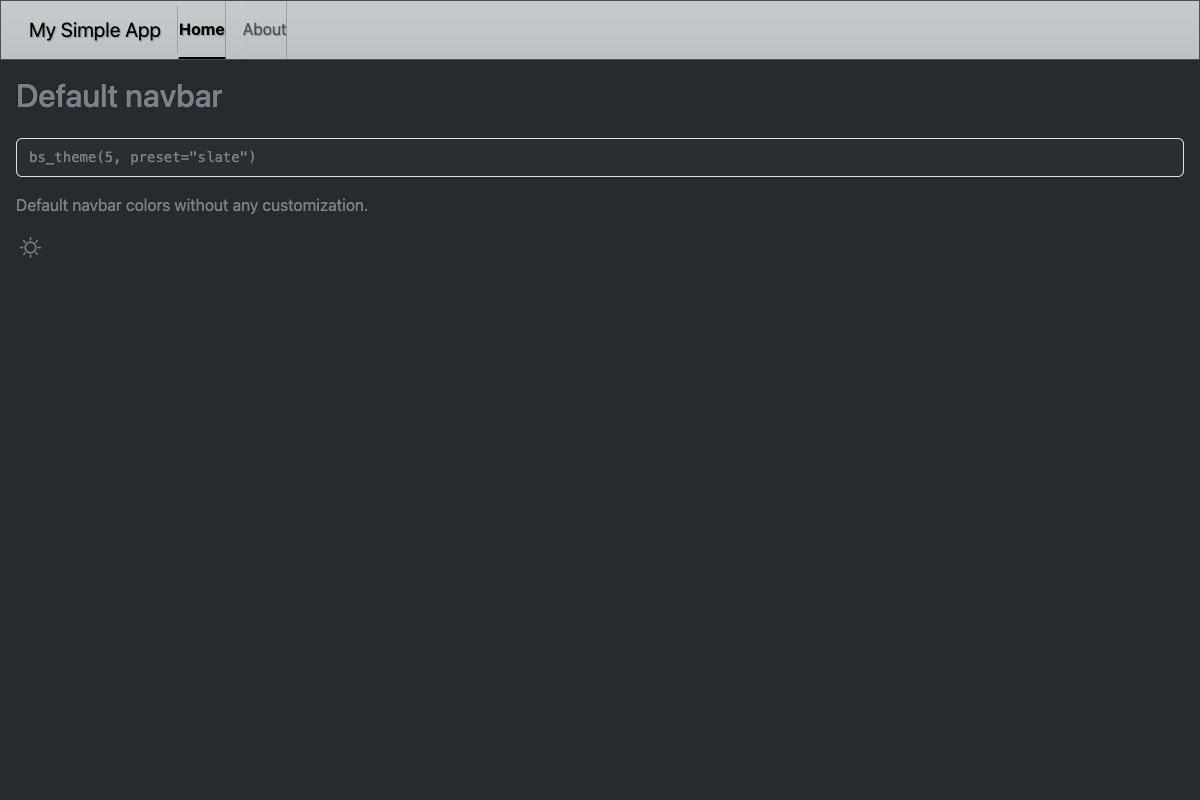 My Simple App Home About
Default navbar
bs_theme(5, preset="slate")
Default navbar colors without any customization.